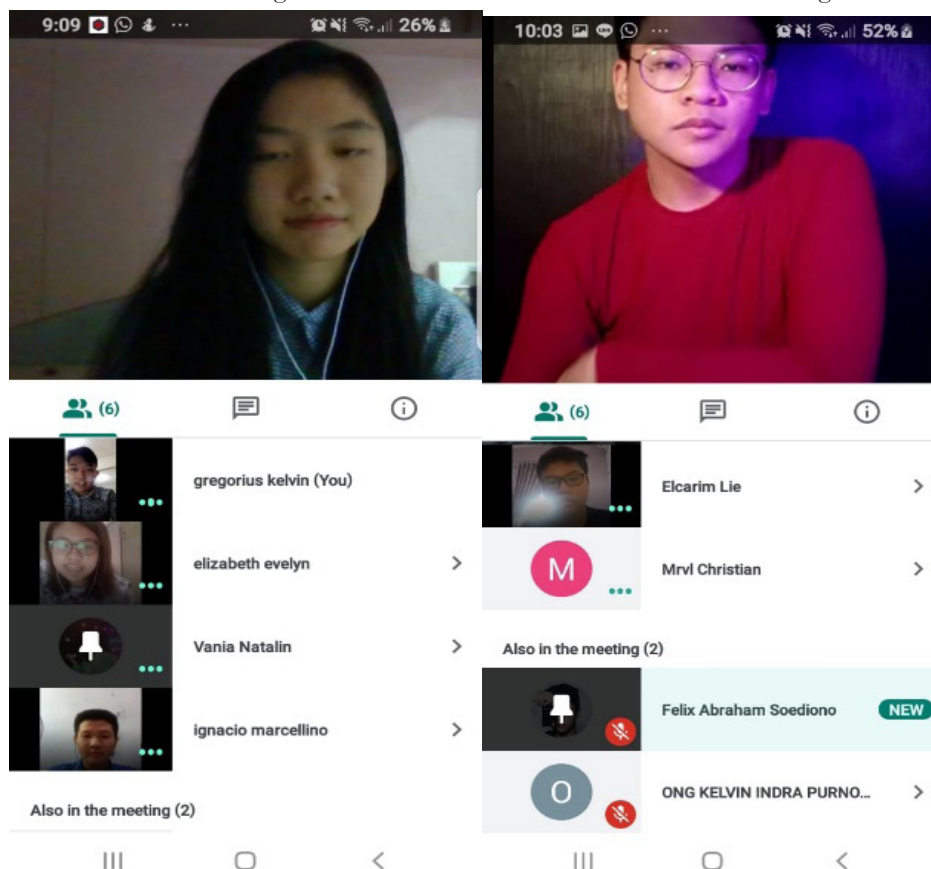 9:09
26%
(6)
gregorius kelvin (You)
elizabeth evelyn
Vania Natalin
ignacio marcellino
Also in the meeting (2)
10:03
52%
(6)
Elcarim Lie
M
Mrvl Christian
Also in the meeting (2)
Felix Abraham Soediono
NEW
O
ONG KELVIN INDRA PURNO...